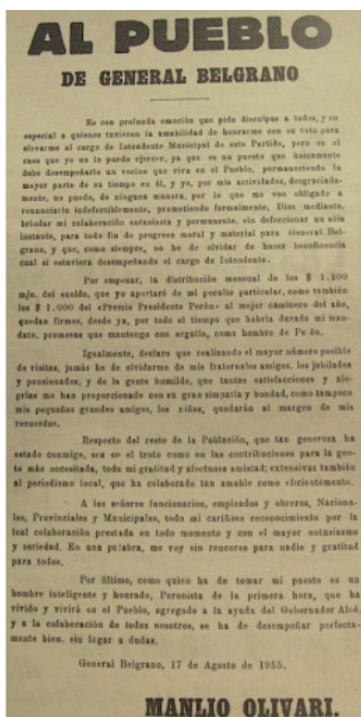 AL PUEBLO
DE GENERAL BELGRANO
Es con profunda emoción que pido disculpas a todos, y en
especial a quienes tuvieron la amabilidad de honrarme con su voto para
elevarme al cargo de Intendente Municipal de este Partido, pero es el
caso que yo no lo puedo ejercer, ya que es un puesto que únicamente
debe desempeñarlo un vecino que viva en el Pueblo, permaneciendo la
mayor parte de su tiempo en él, y yo, por mis actividades, desgraciada-
mente, no puedo, de ninguna manera, por lo que me veo obligado a
renunciarlo indefectiblemente, prometiendo formalmente, Dios mediante,
brindar mi colaboración entusiasta y permanente, sin defeccionar un sólo
instante, para todo fin de progreso moral y material para General Bel-
grano, y que, como siempre, no he de olvidar de hacer beneficencia
cual si estuviera desempeñando el cargo de Intendente.
Por empezar, la distribución mensual de los $ 1.200
m/n. del sueldo, que yo aportaré de mi peculio particular, como también
los $ 1.000 del «Premio Presidente Perón» al mejor caminero del año,
quedan firmes, desde ya, por todo el tiempo que habría durado mi man-
dato, promesas que mantengo con orgullo, como hombre de Perón.
Igualmente, declaro que realizando el mayor número posible
de visitas, jamás he de olvidarme de mis fraternales amigos, los jubilados
y pensionados, y de la gente humilde, que tantas satisfacciones y ale-
grías me han proporcionado con su gran simpatía y bondad, como tampoco
mis pequeños grandes amigos, los niños, quedarán al margen de mis
recuerdos.
Respecto del resto de la Población, que tan generosa ha
estado conmigo, sea en el trato como en las contribuciones para la gen-
te más necesitada, toda mi gratitud y afectuosa amistad; extensivas también
al periodismo local, que ha colaborado tan amable como eficientemente.
A los señores funcionarios, empleados y obreros, Naciona-
les, Provinciales y Municipales, todo mi cariñoso reconocimiento por la
leal colaboración prestada en todo momento y con el mayor entusiasmo
y seriedad. En una palabra, me voy sin rencores para nadie y gratitud
para todos.
Por último, como quien ha de tomar mi puesto es un
hombre inteligente y honrado, Peronista de la primera hora, que ha
vivido y vivirá en el Pueblo, agregado a la ayuda del Gobernador Aloé,
y a la colaboración de todos nosotros, se ha de desempeñar perfecta-
mente bien, sin lugar a dudas.
General Belgrano, 17 de Agosto de 1955.
MANLIO OLIVARI.